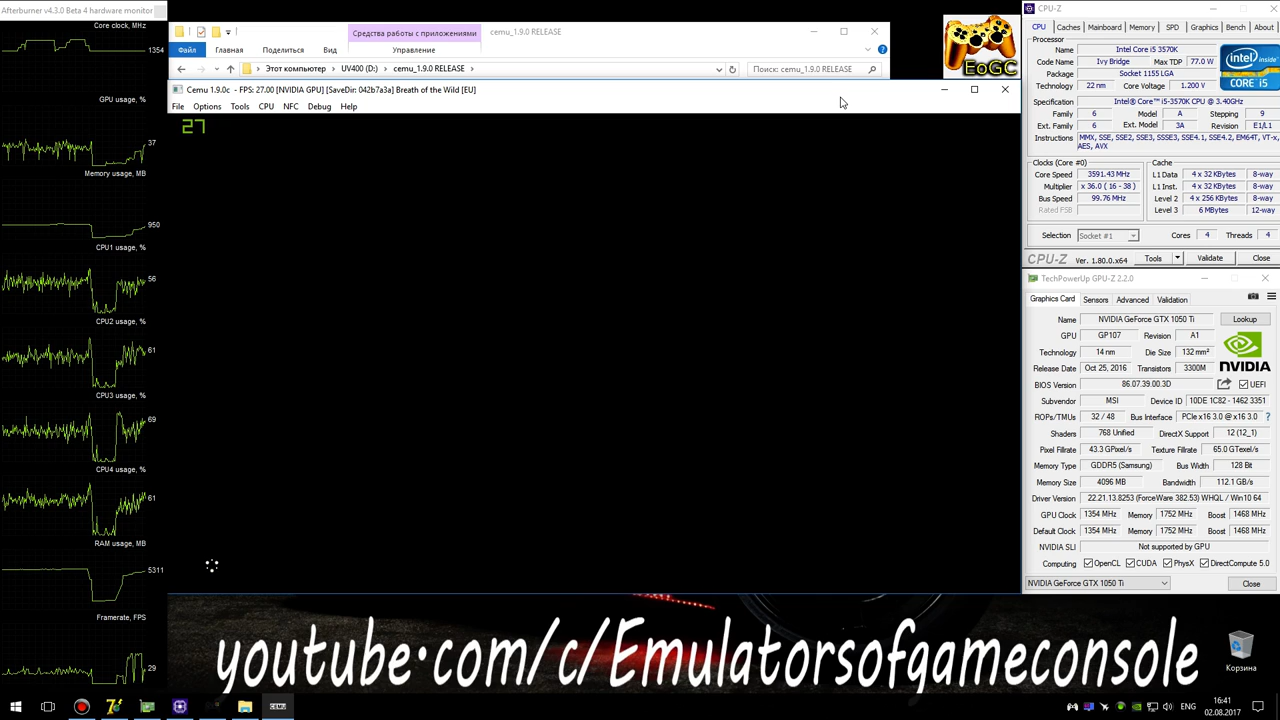 Afterburner v4.3.0 Beta 4 hardware monitor
Core clock, MHz
1354
GPU usage, %
37
Memory usage, MB
950
CPU1 usage, %
56
CPU2 usage, %
61
CPU3 usage, %
69
CPU4 usage, %
61
RAM usage, MB
5311
Framerate, FPS
29
Средства работы с приложениями
cemu_1.9.0 RELEASE
Файл Главная Поделиться Вид Управление
Этот компьютер › UV400 (D:) › cemu_1.9.0 RELEASE ›
Поиск: cemu_1.9.0 RELEASE
EoGC
Cemu 1.9.0c - FPS: 27.00 [NVIDIA GPU] [SaveDir: 042b7a3a] Breath of the Wild [EU]
File Options Tools CPU NFC Debug Help
27
CPU-Z
CPU Caches Mainboard Memory SPD Graphics Bench About
Processor
Name Intel Core i5 3570K
Code Name Ivy Bridge Max TDP 77.0 W
Package Socket 1155 LGA
Technology 22 nm Core Voltage 1.200 V
intel inside
CORE i5
Specification Intel® Core™ i5-3570K CPU @ 3.40GHz
Family 6 Model A Stepping 9
Ext. Family 6 Ext. Model 3A Revision E1/L1
Instructions MMX, SSE, SSE2, SSE3, SSSE3, SSE4.1, SSE4.2, EM64T, VT-x,
AES, AVX
Clocks (Core #0) Cache
Core Speed 3591.43 MHz L1 Data 4 x 32 KBytes 8-way
Multiplier x 36.0 ( 16 - 38 ) L1 Inst. 4 x 32 KBytes 8-way
Bus Speed 99.76 MHz Level 2 4 x 256 KBytes 8-way
Rated FSB Level 3 6 MBytes 12-way
Selection Socket #1 Cores 4 Threads 4
CPU-Z Ver. 1.80.0.x64 Tools Validate Close
TechPowerUp GPU-Z 2.2.0
Graphics Card Sensors Advanced Validation
Name NVIDIA GeForce GTX 1050 Ti Lookup
GPU GP107 Revision A1
Technology 14 nm Die Size 132 mm²
Release Date Oct 25, 2016 Transistors 3300M
NVIDIA
BIOS Version 86.07.39.00.3D UEFI
Subvendor MSI Device ID 10DE 1C82 - 1462 3351
ROPs/TMUs 32 / 48 Bus Interface PCIe x16 3.0 @ x16 3.0 ?
Shaders 768 Unified DirectX Support 12 (12_1)
Pixel Fillrate 43.3 GPixel/s Texture Fillrate 65.0 GTexel/s
Memory Type GDDR5 (Samsung) Bus Width 128 Bit
Memory Size 4096 MB Bandwidth 112.1 GB/s
Driver Version 22.21.13.8253 (ForceWare 382.53) WHQL / Win10 64
GPU Clock 1354 MHz Memory 1752 MHz Boost 1468 MHz
Default Clock 1354 MHz Memory 1752 MHz Boost 1468 MHz
NVIDIA SLI Not supported by GPU
Computing OpenCL CUDA PhysX DirectCompute 5.0
NVIDIA GeForce GTX 1050 Ti Close
youtube.com/c/Emulatorsofgameconsole
Корзина
CEMU
16:41
02.08.2017